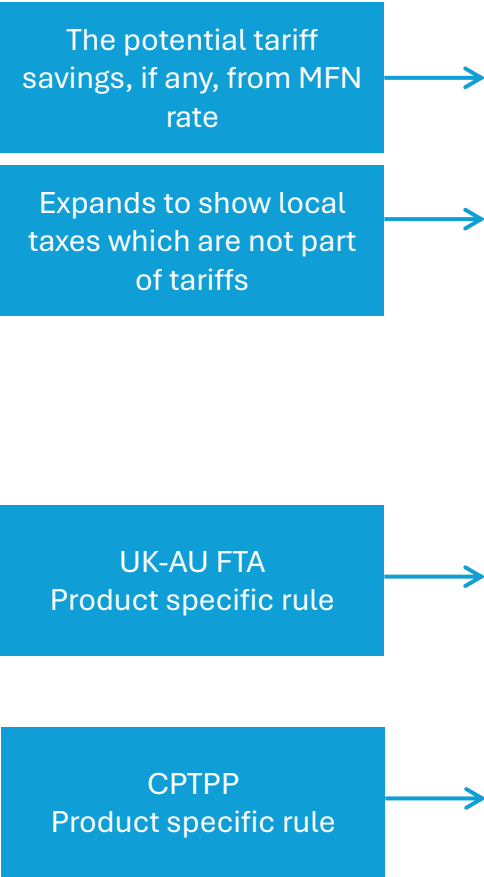 The potential tariff
savings, if any, from MFN
rate
Expands to show local
taxes which are not part
of tariffs
UK-AU FTA
Product specific rule
CPTPP
Product specific rule